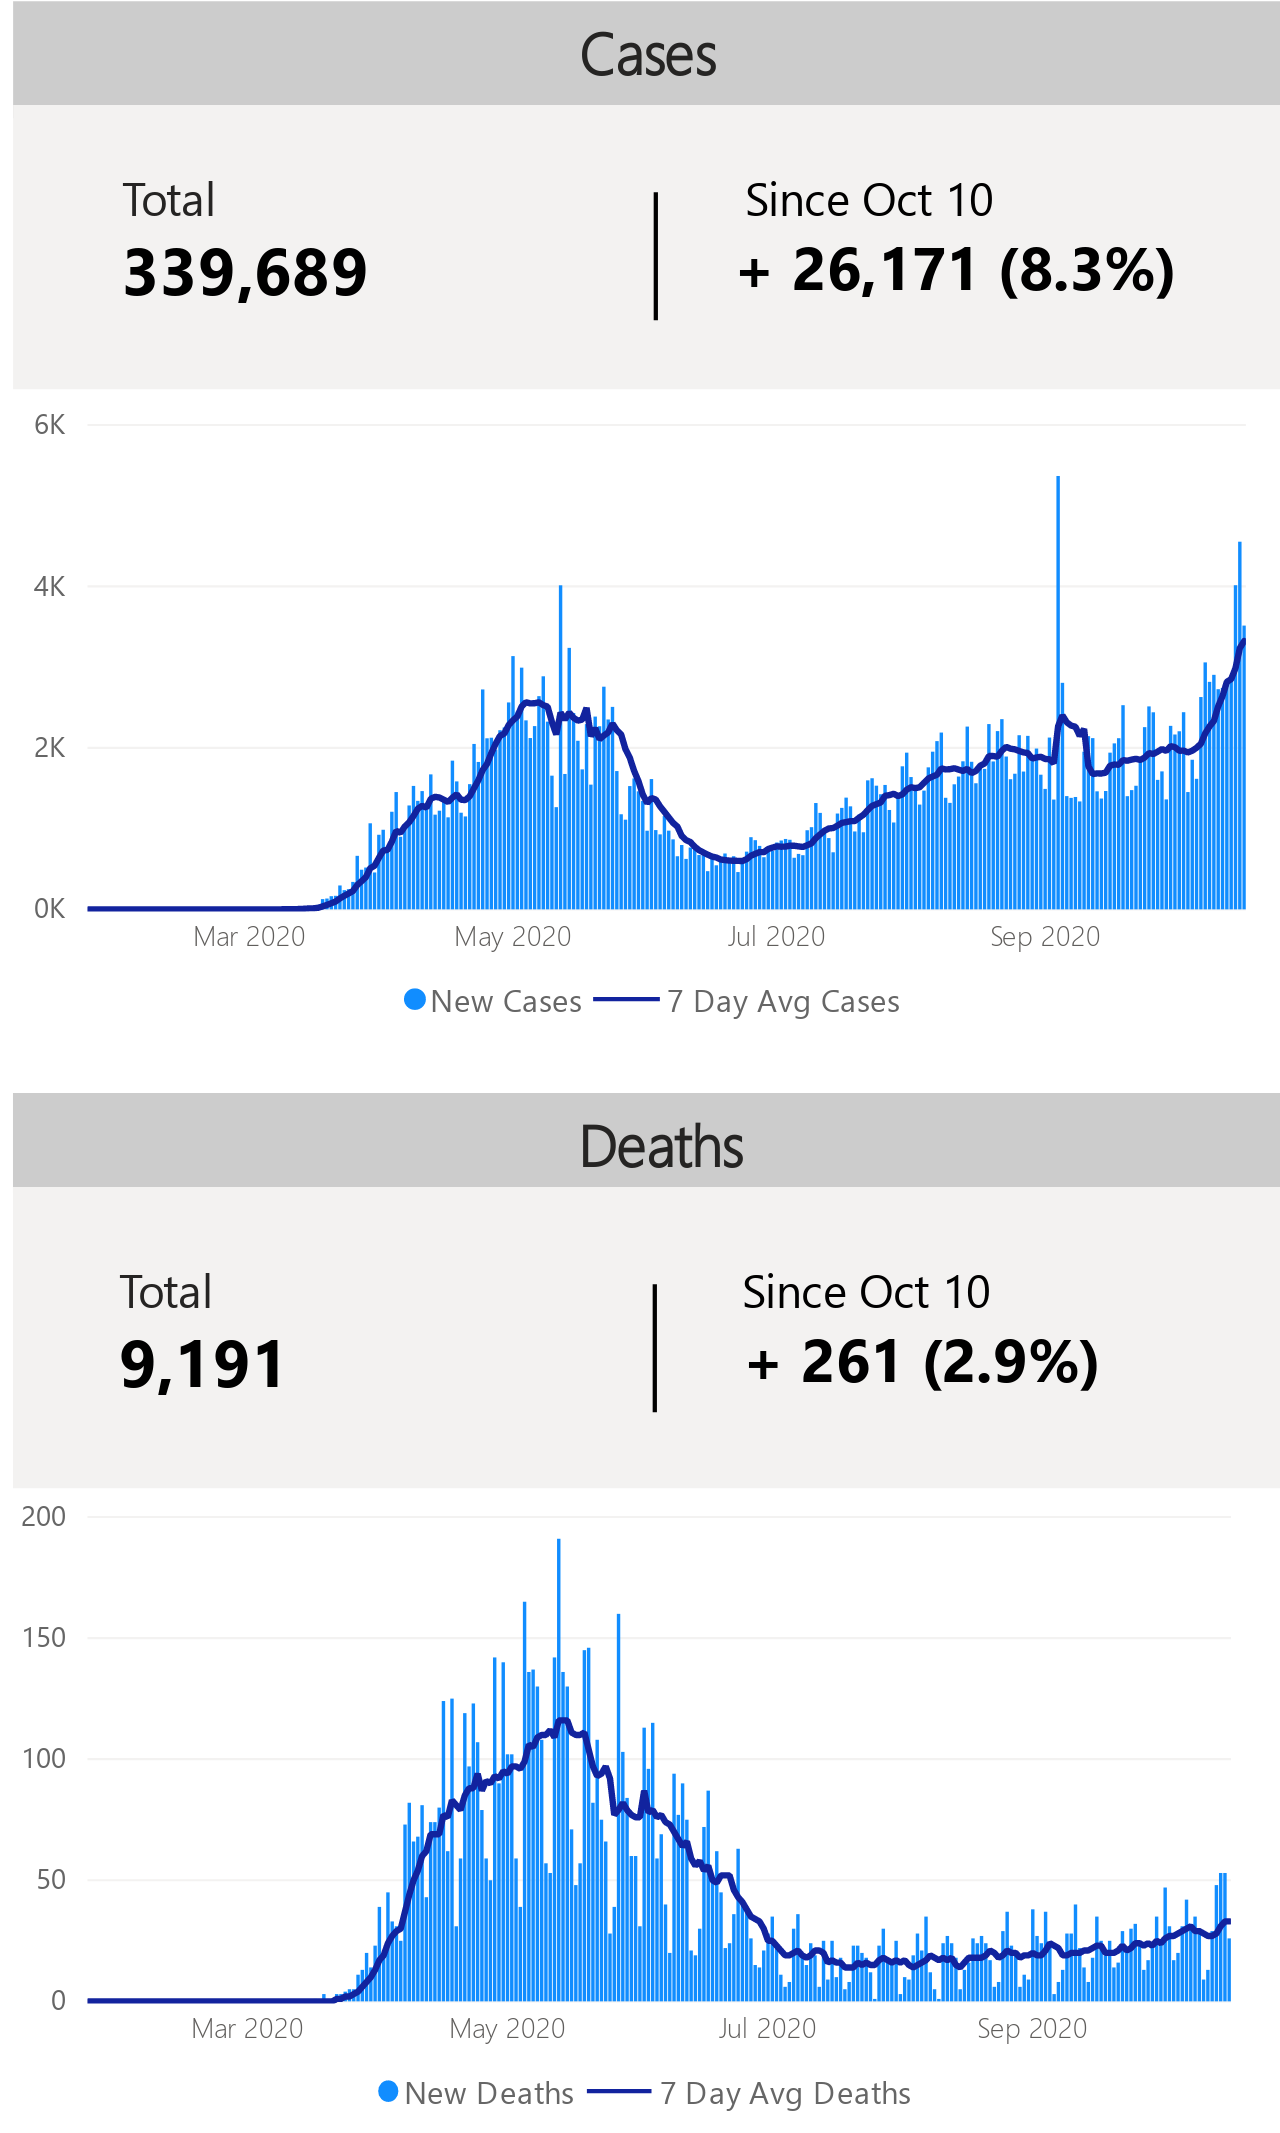 Cases
Total
Since Oct 10
339,689
+ 26,171 (8.3%)
6K
4K
2K
0K
Mar 2020
May 2020
Jul 2020
Sep 2020
New Cases
7 Day Avg Cases
Deaths
Total
Since Oct 10
9,191
+ 261 (2.9%)
200
150
100
50
0
Mar 2020
May 2020
Jul 2020
Sep 2020
New Deaths
7 Day Avg Deaths